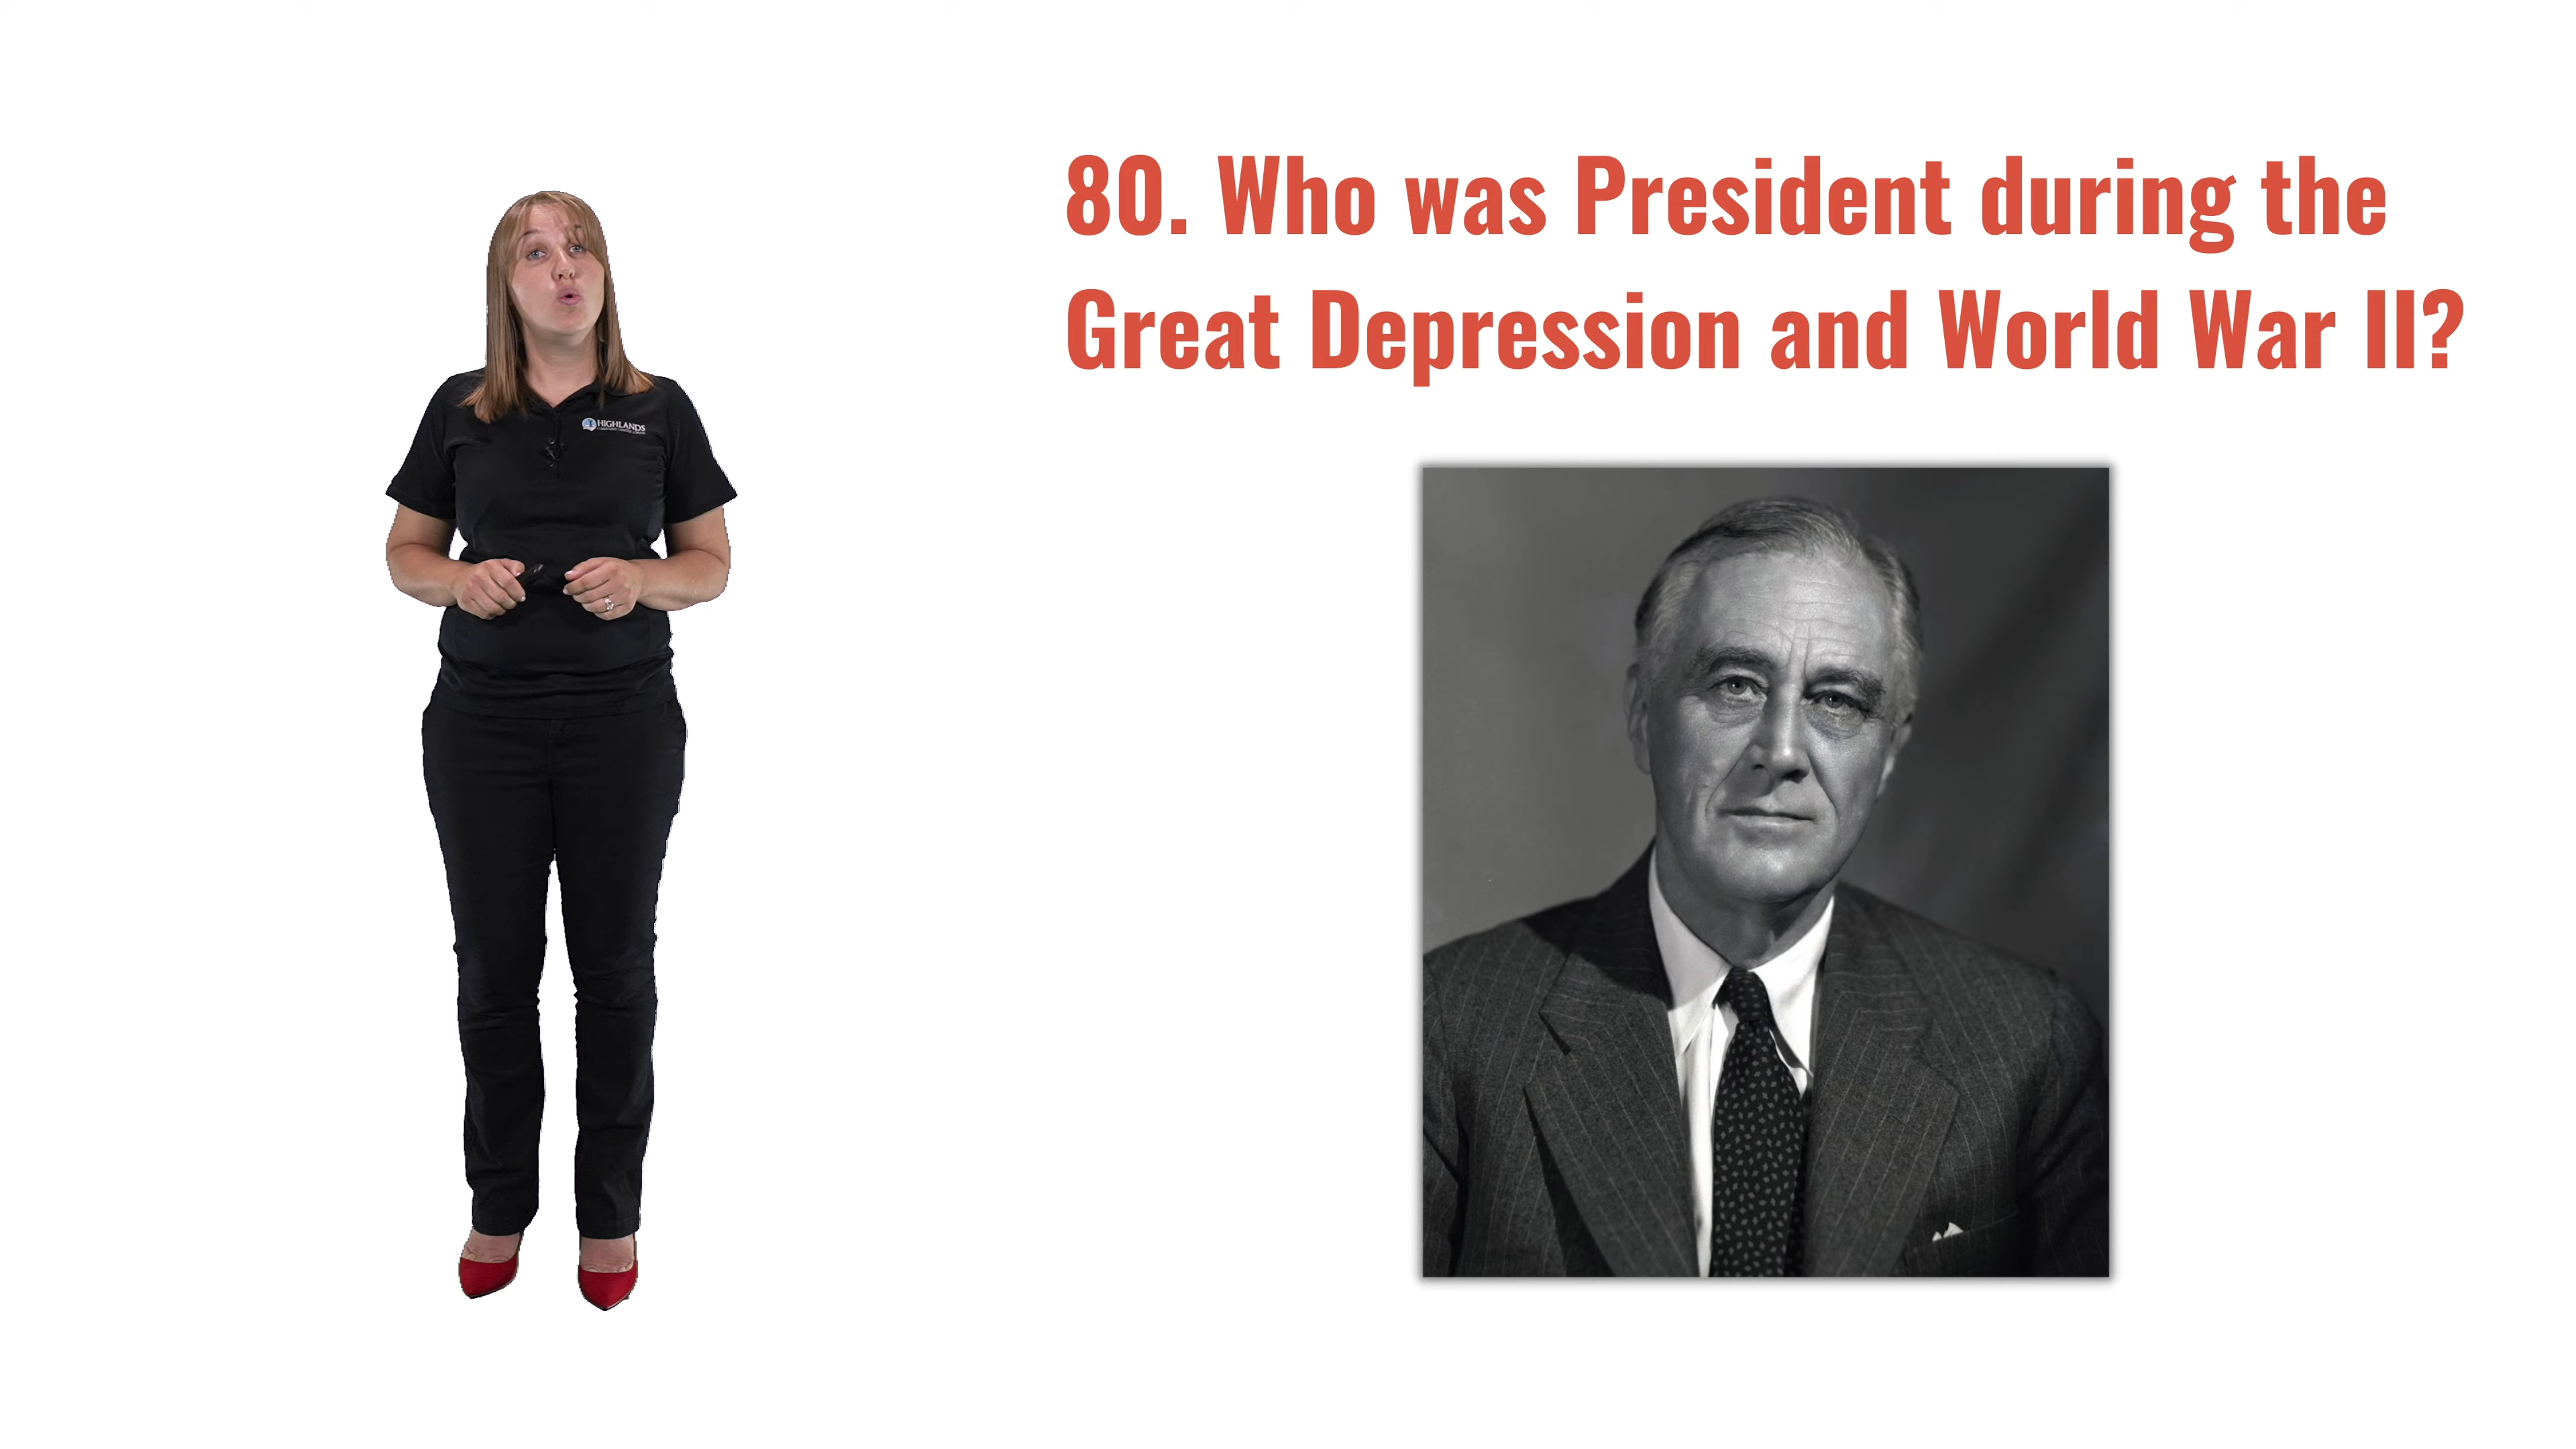 80. Who was President during the
Great Depression and World War II?
HIGHLANDS